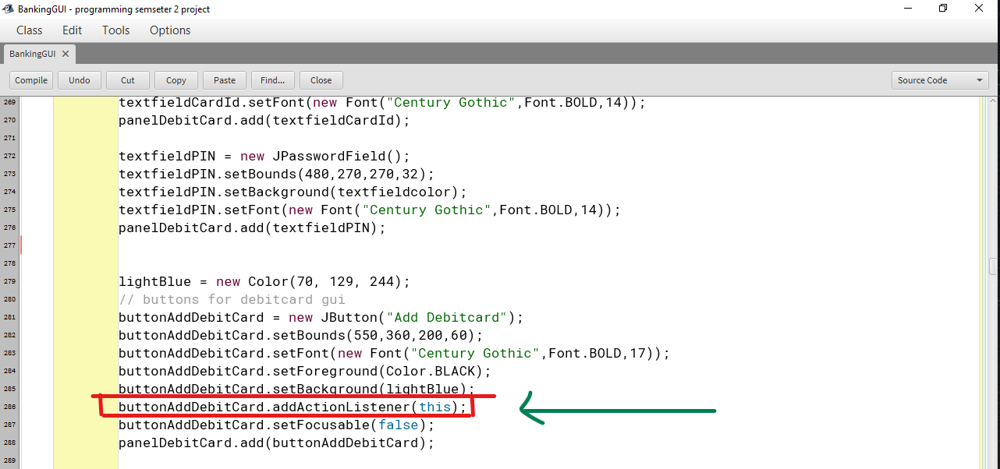 BankingGUI - programming semseter 2 project
Class Edit Tools Options
BankingGUI
Compile Undo Cut Copy Paste Find... Close Source Code
269 textfieldCardId.setFont(new Font("Century Gothic",Font.BOLD,14));
270 panelDebitCard.add(textfieldCardId);
271
272 textfieldPIN = new JPasswordField();
273 textfieldPIN.setBounds(480,270,270,32);
274 textfieldPIN.setBackground(textfieldcolor);
275 textfieldPIN.setFont(new Font("Century Gothic",Font.BOLD,14));
276 panelDebitCard.add(textfieldPIN);
277
278
279 lightBlue = new Color(70, 129, 244);
280 // buttons for debitcard gui
281 buttonAddDebitCard = new JButton("Add Debitcard");
282 buttonAddDebitCard.setBounds(550,360,200,60);
283 buttonAddDebitCard.setFont(new Font("Century Gothic",Font.BOLD,17));
284 buttonAddDebitCard.setForeground(Color.BLACK);
285 buttonAddDebitCard.setBackground(lightBlue);
286 buttonAddDebitCard.addActionListener(this);
287 buttonAddDebitCard.setFocusable(false);
288 panelDebitCard.add(buttonAddDebitCard);
289